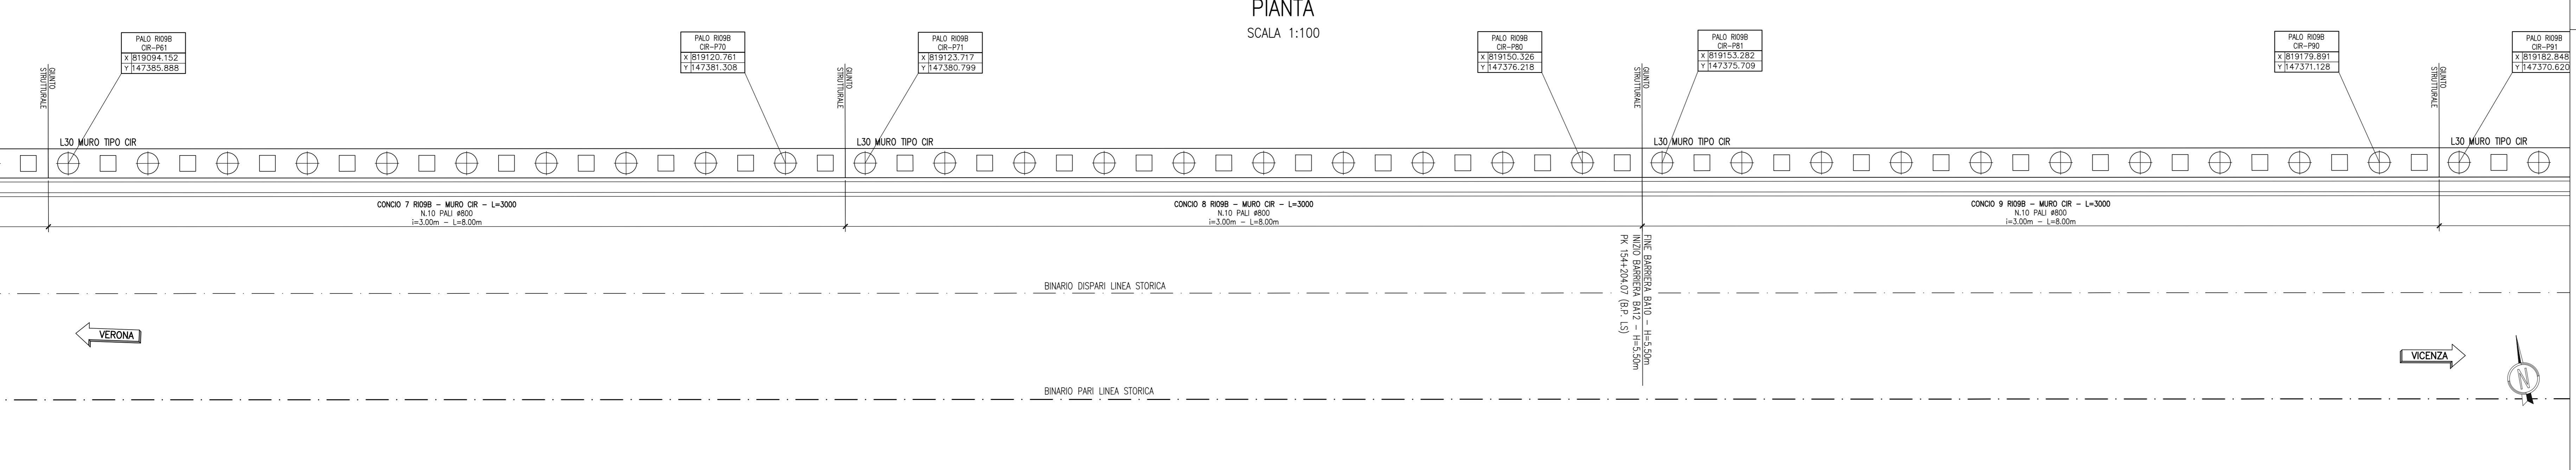 PIANTA
SCALA 1:100
PALO RI09B
CIR-P61
X 819094.152
Y 147385.888
PALO RI09B
CIR-P70
X 819120.761
Y 147381.308
PALO RI09B
CIR-P71
X 819123.717
Y 147380.799
PALO RI09B
CIR-P80
X 819150.326
Y 147376.218
PALO RI09B
CIR-P81
X 819153.282
Y 147375.709
PALO RI09B
CIR-P90
X 819179.891
Y 147371.128
PALO RI09B
CIR-P91
X 819182.848
Y 147370.620
GIUNTO
STRUTTURALE
GIUNTO
STRUTTURALE
GIUNTO
STRUTTURALE
GIUNTO
STRUTTURALE
L30 MURO TIPO CIR
L30 MURO TIPO CIR
L30 MURO TIPO CIR
L30 MURO TIPO CIR
CONCIO 7 RI09B - MURO CIR - L=3000
N.10 PALI #800
i=3.00m - L=8.00m
CONCIO 8 RI09B - MURO CIR - L=3000
N.10 PALI #800
i=3.00m - L=8.00m
CONCIO 9 RI09B - MURO CIR - L=3000
N.10 PALI #800
i=3.00m - L=8.00m
FINE BARRIERA BA10 - H=5.50m
INIZIO BARRIERA BA12 - H=5.50m
PK 154+204.07 (B.P. LS)
BINARIO DISPARI LINEA STORICA
VERONA
VICENZA
N
BINARIO PARI LINEA STORICA